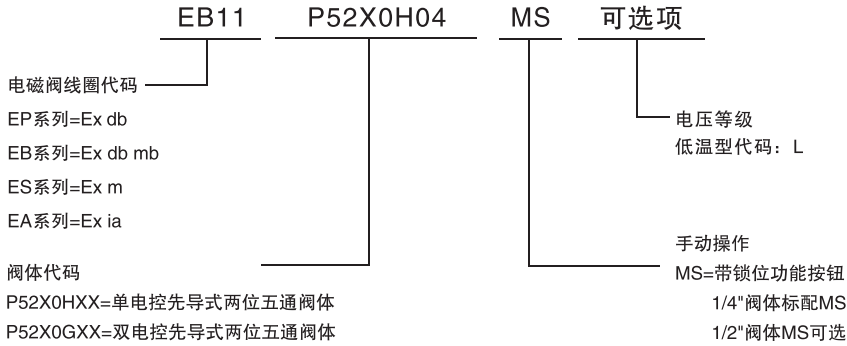 EB11 P52X0H04 MS 可选项
电磁阀线圈代码
EP系列=Ex db
EB系列=Ex db mb
ES系列=Ex m
EA系列=Ex ia
阀体代码
P52X0HXX=单电控先导式两位五通阀体
P52X0GXX=双电控先导式两位五通阀体
电压等级
低温型代码：L
手动操作
MS=带锁位功能按钮
1/4"阀体标配MS
1/2"阀体MS可选